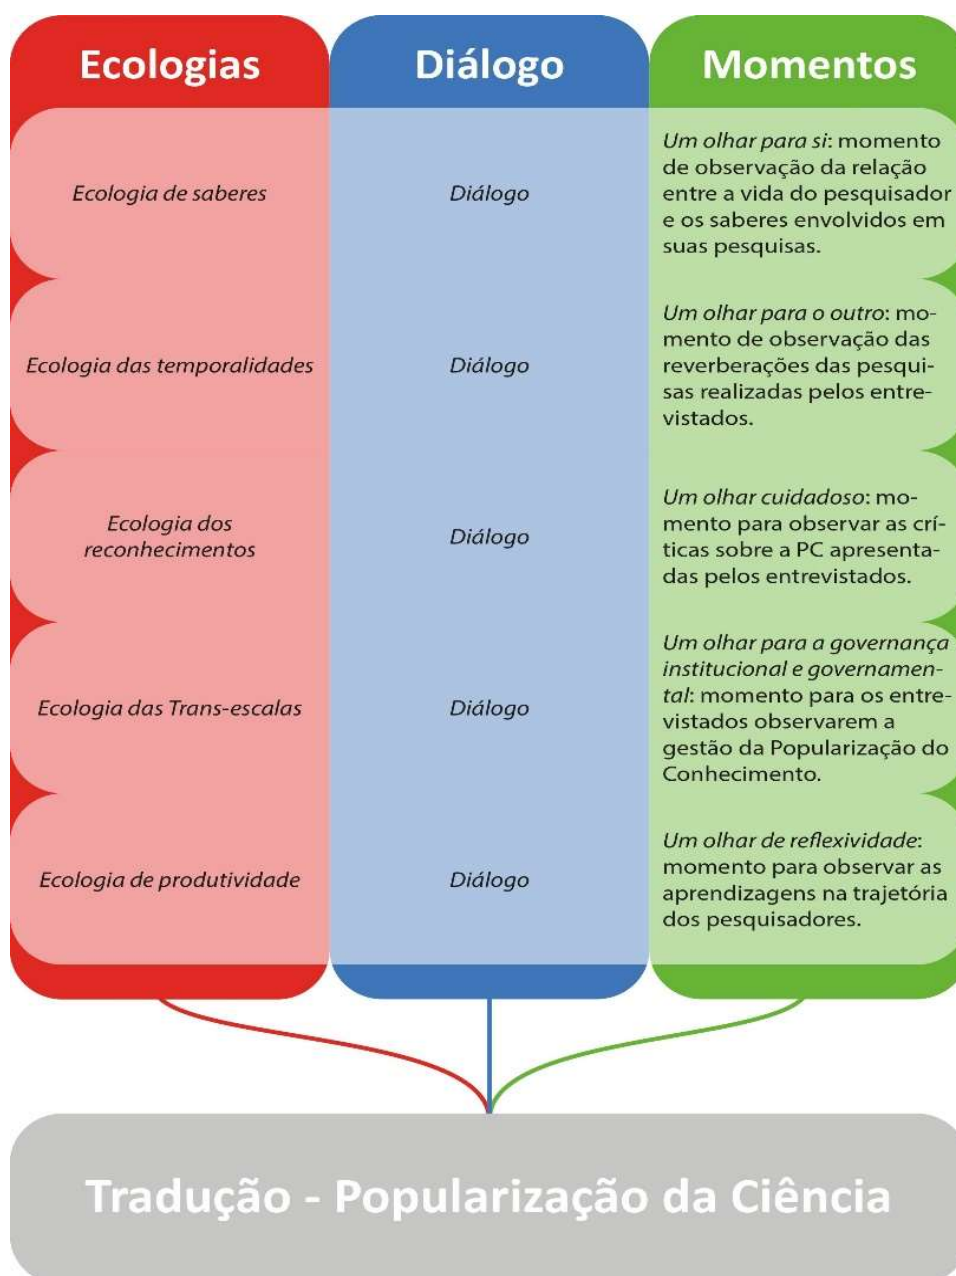 Ecologias
Diálogo
Momentos
Ecologia de saberes
Diálogo
Um olhar para si: momento
de observação da relação
entre a vida do pesquisador
e os saberes envolvidos em
suas pesquisas.
Ecologia das temporalidades
Diálogo
Um olhar para o outro: mo-
mento de observação das
reverberações das pesqui-
sas realizadas pelos entre-
vistados.
Ecologia dos
reconhecimentos
Diálogo
Um olhar cuidadoso: mo-
mento para observar as crí-
ticas sobre a PC apresenta-
das pelos entrevistados.
Ecologia das Trans-escalas
Diálogo
Um olhar para a governança
institucional e governamen-
tal: momento para os entre-
vistados observarem a
gestão da Popularização do
Conhecimento.
Ecologia de produtividade
Diálogo
Um olhar de reflexividade:
momento para observar as
aprendizagens na trajetória
dos pesquisadores.
Tradução - Popularização da Ciência